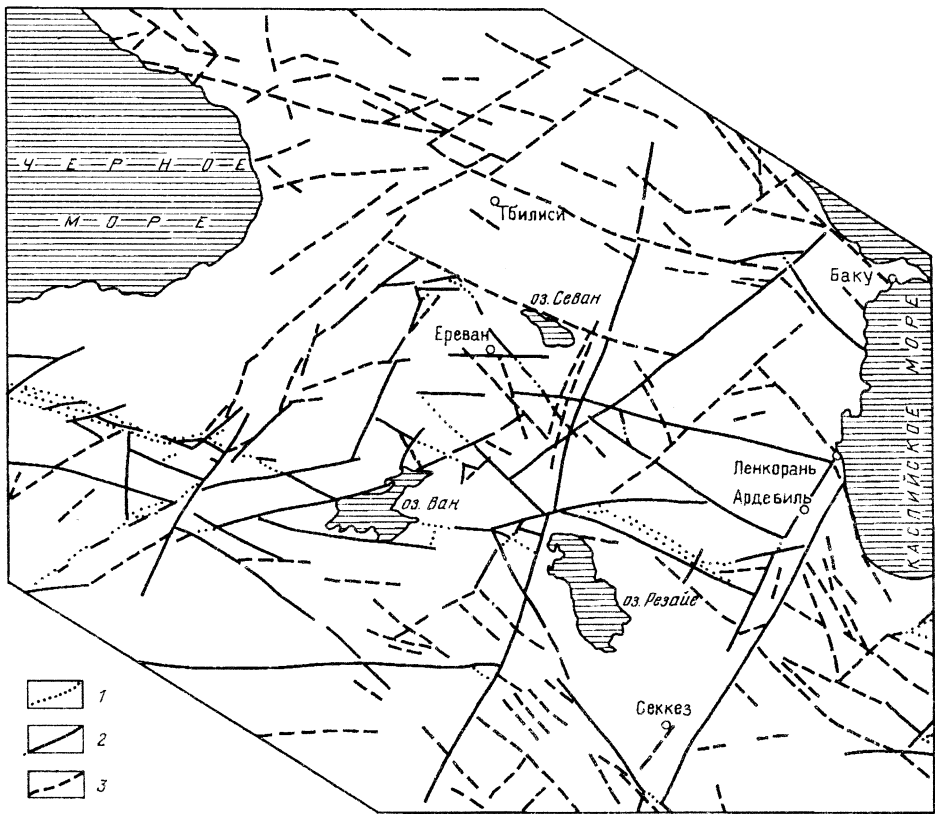 ЧЕРНОЕ
МОРЕ
Тбилиси
Баку
оз. Севан
Ереван
КАСПИЙСКОЕ МОРЕ
Ленкорань
Ардебиль
оз. Ван
оз. Резайе
Секкез
1
2
3